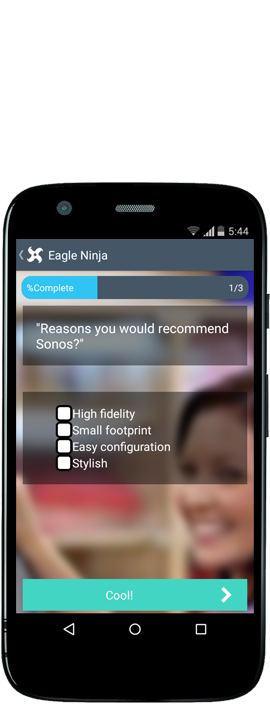 5:44
Eagle Ninja
%Complete 1/3
"Reasons you would recommend
Sonos?"
High fidelity
Small footprint
Easy configuration
Stylish
Cool!